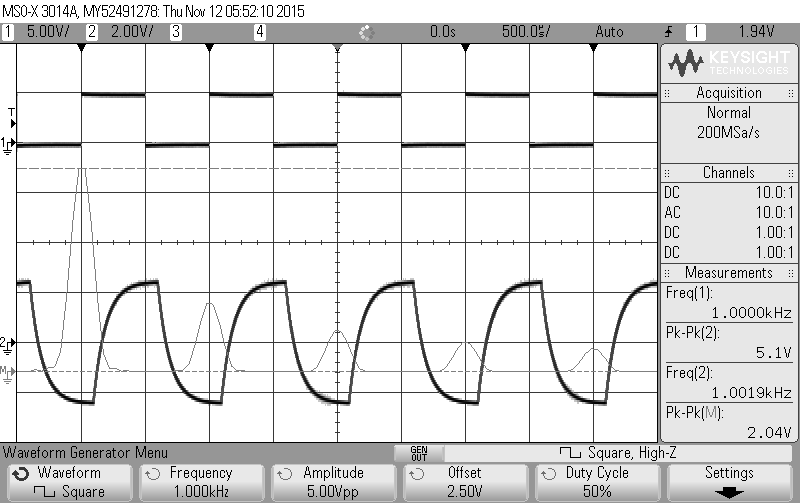 MSO-X 3014A, MY52491278: Thu Nov 12 05:52:10 2015
1 5.00V/ 2 2.00V/ 3 4 0.0s 500.0㎲/ Auto 1 1.94V
KEYSIGHT
TECHNOLOGIES
Acquisition
Normal
200MSa/s
Channels
DC 10.0:1
AC 10.0:1
DC 1.00:1
DC 1.00:1
Measurements
Freq(1):
1.0000kHz
Pk-Pk(2):
5.1V
Freq(2):
1.0019kHz
Pk-Pk(M):
2.04V
T
1
2
M
Waveform Generator Menu
GEN OUT
Square, High-Z
Waveform
Square
Frequency
1.000kHz
Amplitude
5.00Vpp
Offset
2.50V
Duty Cycle
50%
Settings